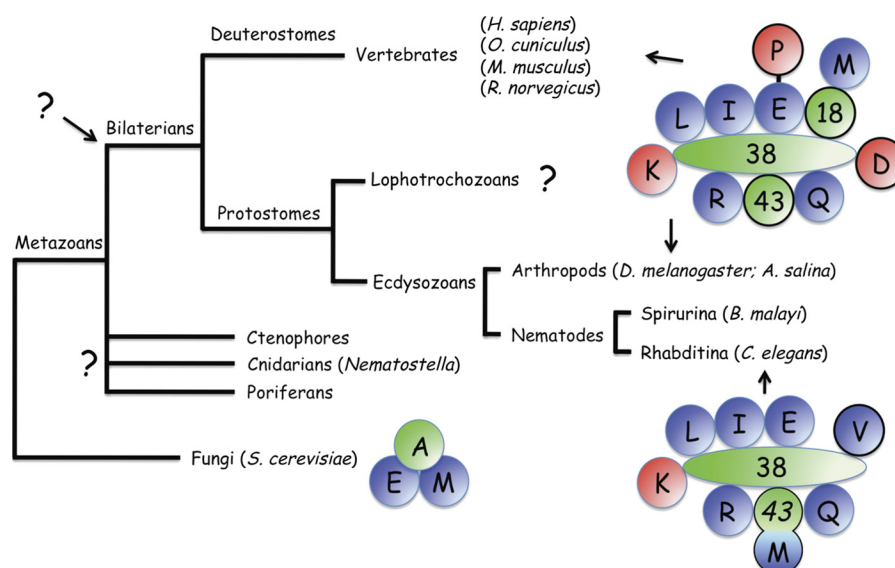 Deuterostomes
Vertebrates
(H. sapiens)
(O. cuniculus)
(M. musculus)
(R. norvegicus)
P
M
L I E 18
38
K D
R 43 Q
?
Bilaterians
Lophotrochozoans ?
Protostomes
Metazoans
Ecdysozoans
Arthropods (D. melanogaster; A. salina)
Spirurina (B. malayi)
Nematodes
Rhabditina (C. elegans)
Ctenophores
? Cnidarians (Nematostella)
Poriferans
Fungi (S. cerevisiae)
A
E M
L I E V
38
K
R 43 Q
M